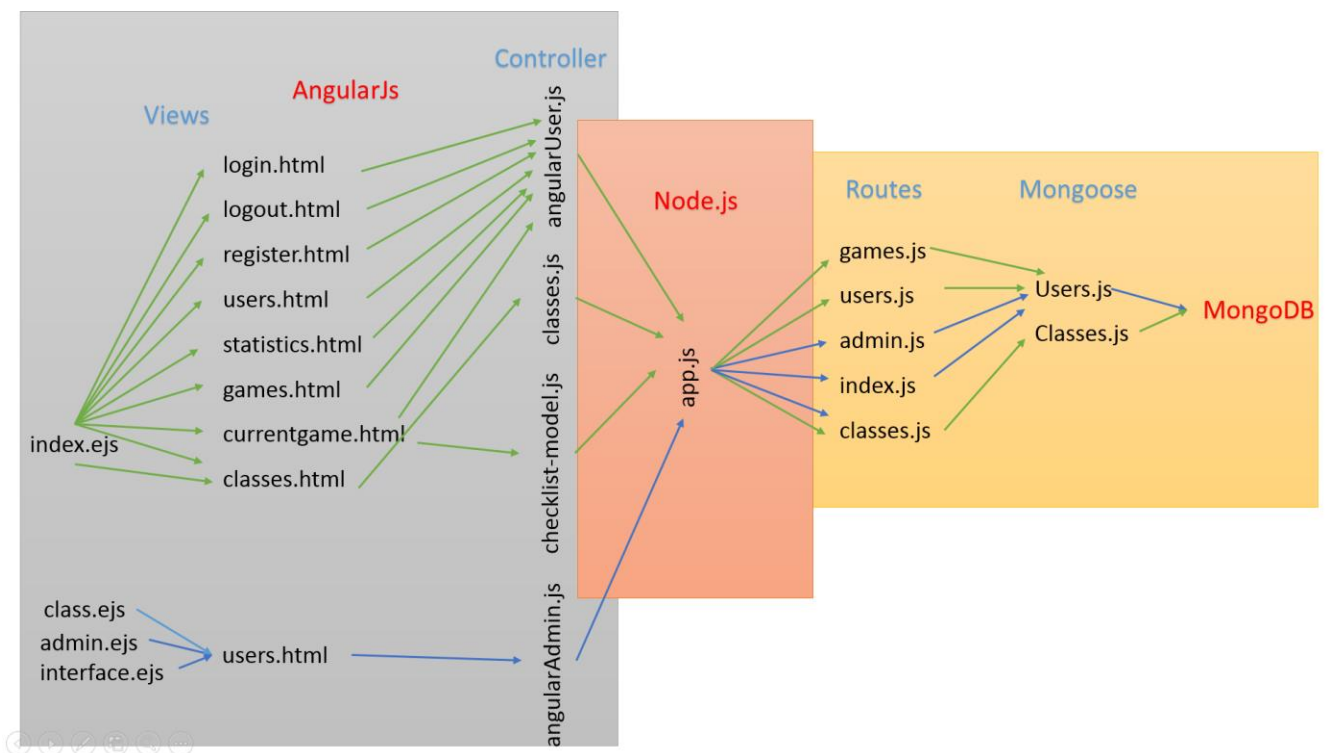 Controller
AngularJs
Views
login.html
logout.html
register.html
users.html
statistics.html
games.html
currentgame.html
classes.html
index.ejs
class.ejs
admin.ejs
interface.ejs
users.html
angularUser.js
classes.js
checklist-model.js
angularAdmin.js
Node.js
app.js
Routes
games.js
users.js
admin.js
index.js
classes.js
Mongoose
Users.js
Classes.js
MongoDB